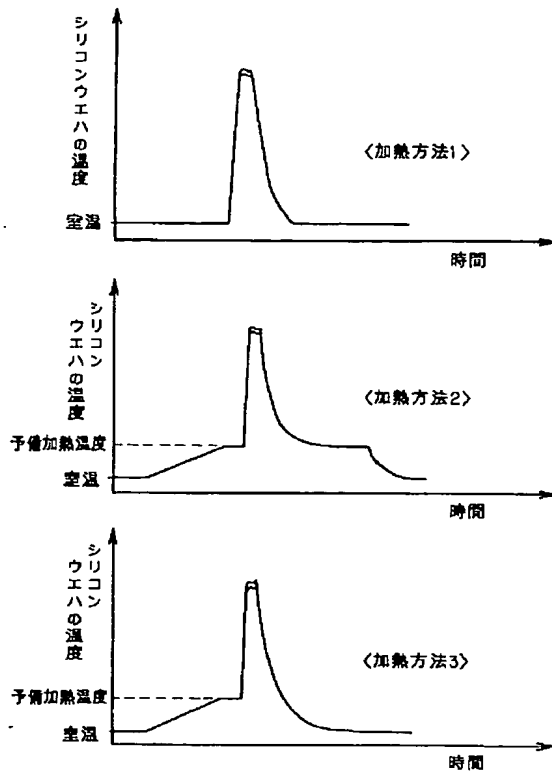 シリコンウエハの温度
〈加熱方法1〉
室温
時間
シリコン
ウエハの温度
〈加熱方法2〉
予備加熱温度
室温
時間
シリコン
ウエハの温度
〈加熱方法3〉
予備加熱温度
室温
時間